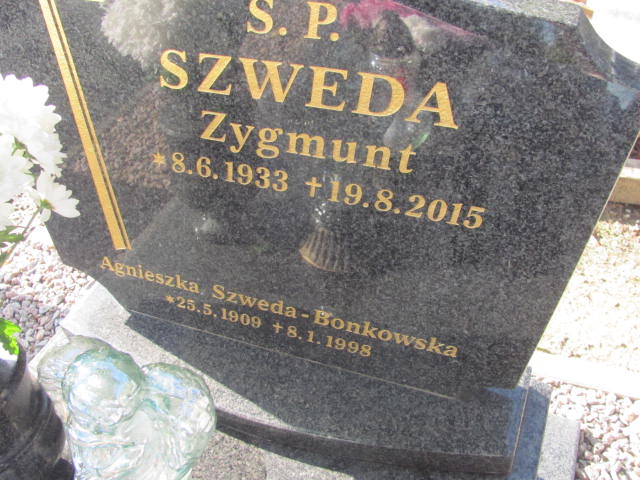 S. P.
SZWEDA
Zygmunt
*8.6.1933 †19.8.2015
Agnieszka Szweda-Bonkowska
*25.5.1909 †8.1.1998